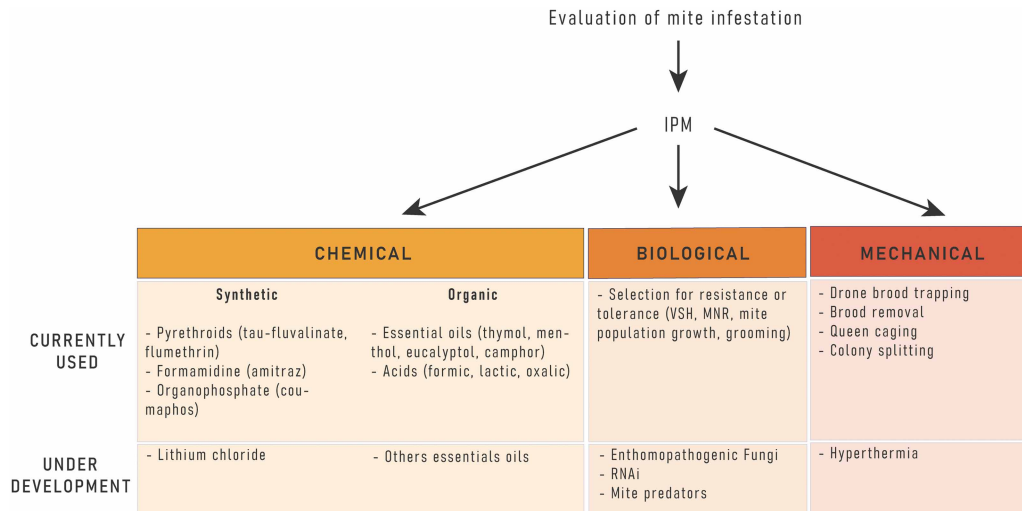 Evaluation of mite infestation
IPM
CHEMICAL
BIOLOGICAL
MECHANICAL
CURRENTLY
USED
Synthetic
- Pyrethroids (tau-fluvalinate,
flumethrin)
- Formamidine (amitraz)
- Organophosphate (cou-
maphos)
Organic
- Essential oils (thymol, men-
thol, eucalyptol, camphor)
- Acids (formic, lactic, oxalic)
- Selection for resistance or
tolerance (VSH, MNR, mite
population growth, grooming)
- Drone brood trapping
- Brood removal
- Queen caging
- Colony splitting
UNDER
DEVELOPMENT
- Lithium chloride
- Others essentials oils
- Enthomopathogenic Fungi
- RNAi
- Mite predators
- Hyperthermia